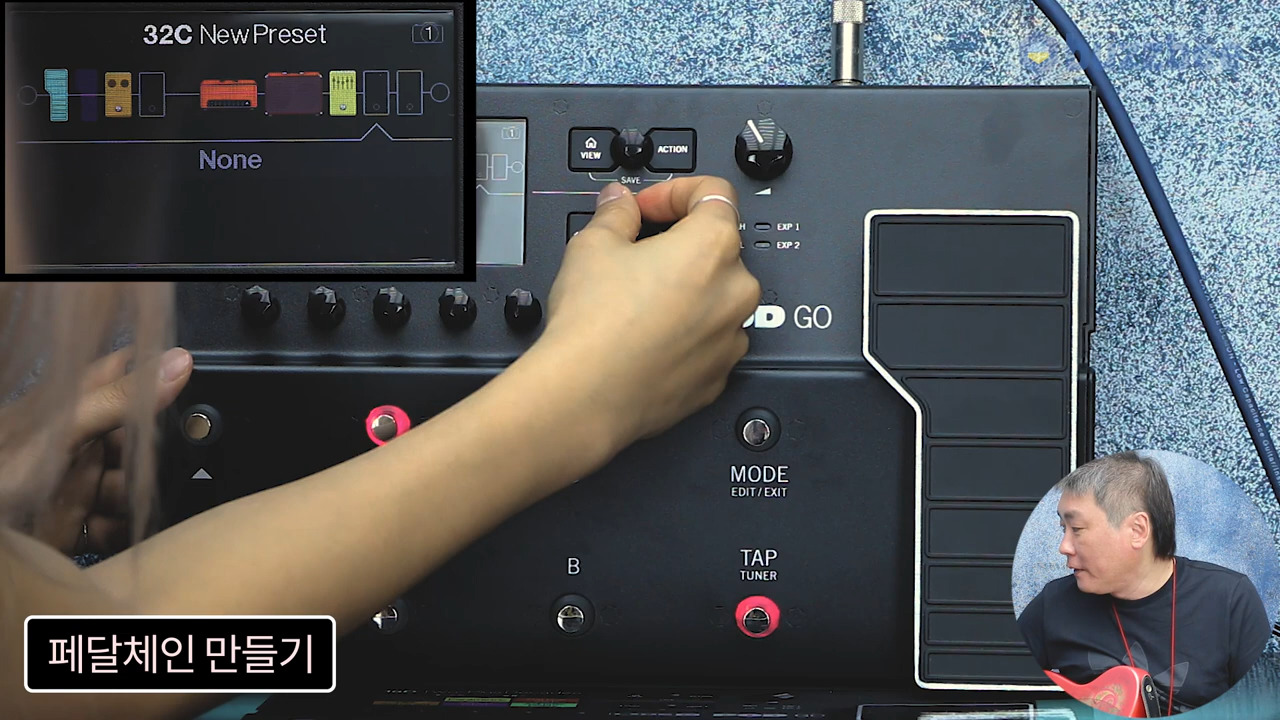 32C New Preset
1
None
VIEW
ACTION
SAVE
1
EXP 1
EXP 2
GO
MODE
EDIT/EXIT
B
TAP
TUNER
페달체인 만들기